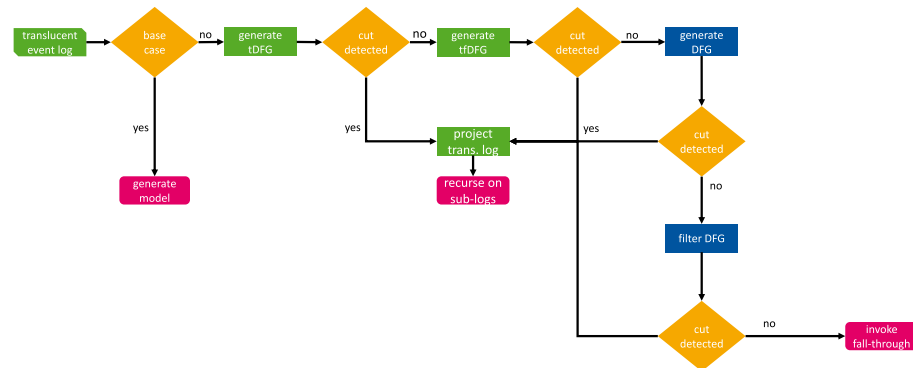 translucent
event log
base
case
no
generate
tDFG
cut
detected
no
generate
tfDFG
cut
detected
no
generate
DFG
yes
yes
project
trans. log
yes
cut
detected
generate
model
recurse on
sub-logs
no
filter DFG
cut
detected
no
invoke
fall-through